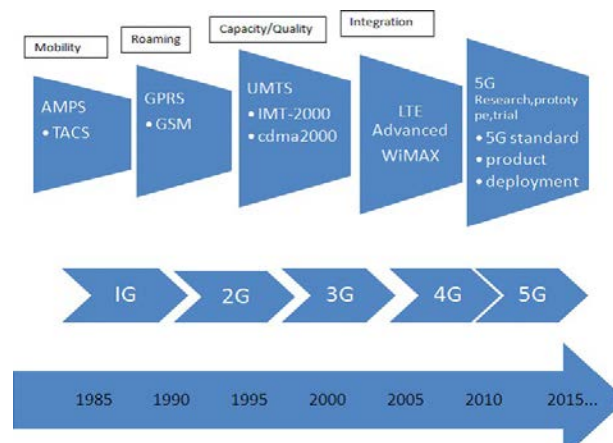 Mobility
Roaming
Capacity/Quality
Integration
AMPS
• TACS
GPRS
• GSM
UMTS
• IMT-2000
• cdma2000
LTE
Advanced
WiMAX
5G
Research,prototy
pe,trial
• 5G standard
• product
• deployment
1G
2G
3G
4G
5G
1985
1990
1995
2000
2005
2010
2015...